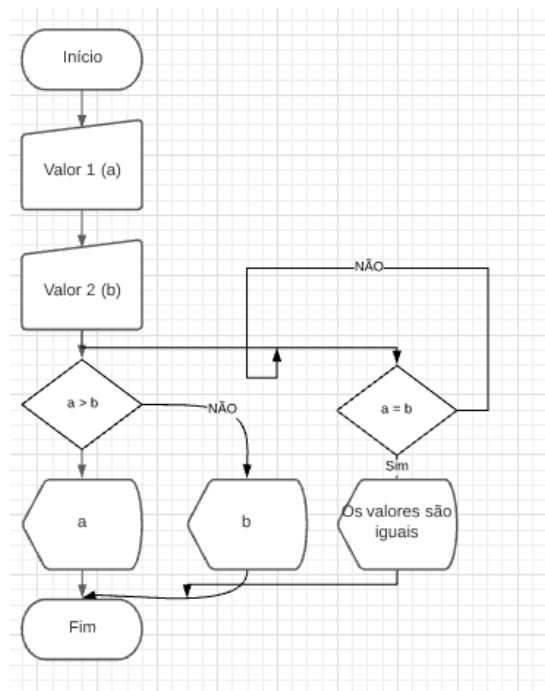 Início
Valor 1 (a)
Valor 2 (b)
NÃO
a > b
NÃO
a = b
Sim
a
b
Os valores são
iguais
Fim